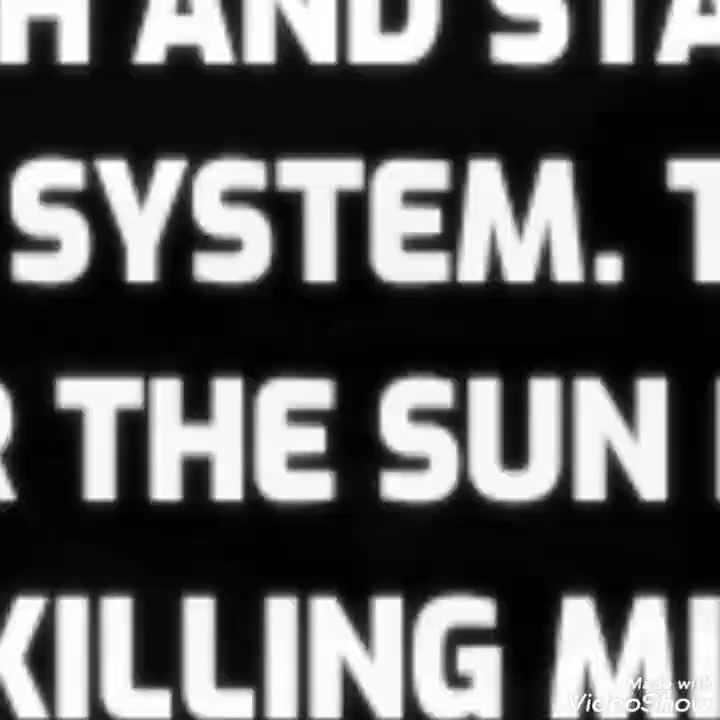 H AND STA
SYSTEM. T
R THE SUN
KILLING MI
Made with
VideoShow